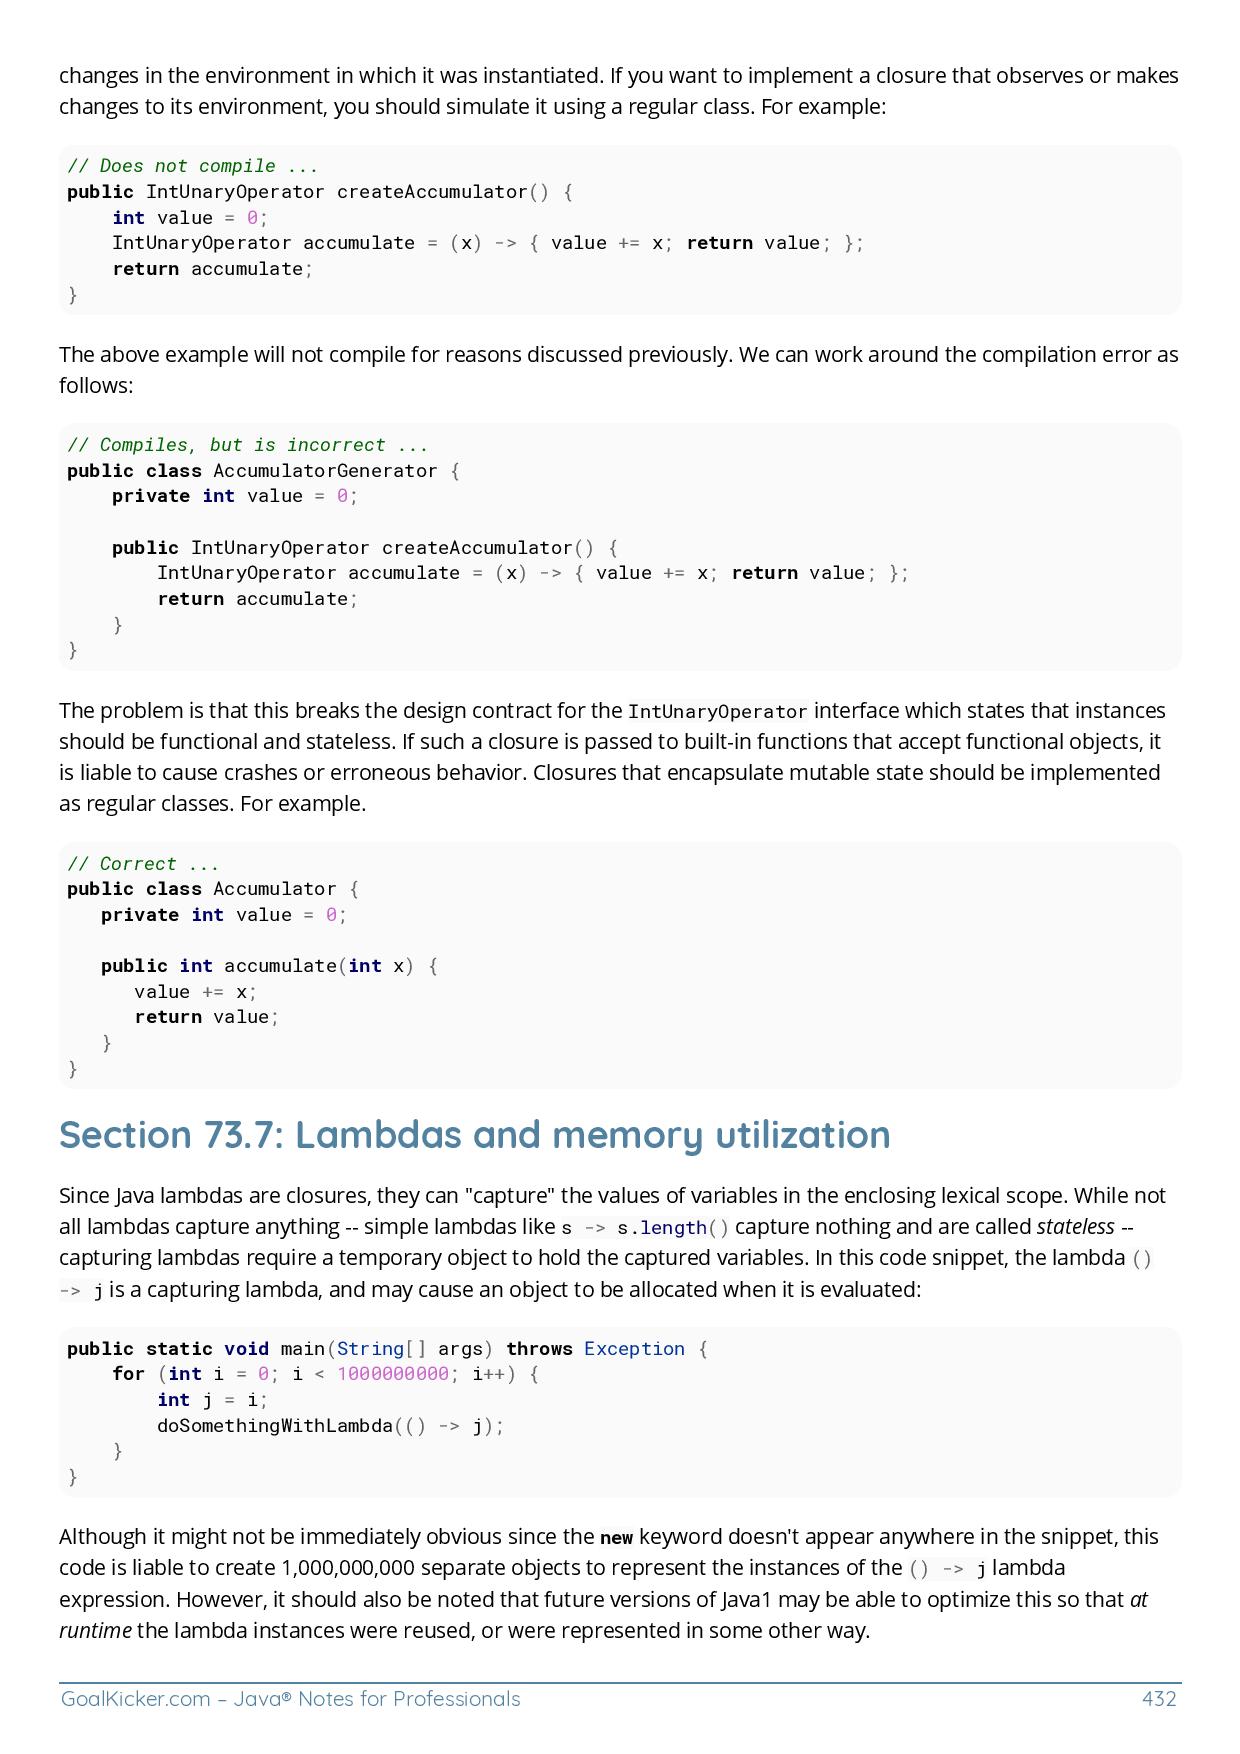 changes in the environment in which it was instantiated. If you want to implement a closure that observes or makes
changes to its environment, you should simulate it using a regular class. For example:
// Does not compile ...
public IntUnaryOperator createAccumulator() {
    int value = 0;
    IntUnaryOperator accumulate = (x) -> { value += x; return value; };
    return accumulate;
}
The above example will not compile for reasons discussed previously. We can work around the compilation error as
follows:
// Compiles, but is incorrect ...
public class AccumulatorGenerator {
    private int value = 0;
    public IntUnaryOperator createAccumulator() {
        IntUnaryOperator accumulate = (x) -> { value += x; return value; };
        return accumulate;
    }
}
The problem is that this breaks the design contract for the IntUnaryOperator interface which states that instances
should be functional and stateless. If such a closure is passed to built-in functions that accept functional objects, it
is liable to cause crashes or erroneous behavior. Closures that encapsulate mutable state should be implemented
as regular classes. For example.
// Correct ...
public class Accumulator {
   private int value = 0;
   public int accumulate(int x) {
      value += x;
      return value;
   }
}
Section 73.7: Lambdas and memory utilization
Since Java lambdas are closures, they can "capture" the values of variables in the enclosing lexical scope. While not
all lambdas capture anything -- simple lambdas like s -> s.length() capture nothing and are called stateless --
capturing lambdas require a temporary object to hold the captured variables. In this code snippet, the lambda ()
-> j is a capturing lambda, and may cause an object to be allocated when it is evaluated:
public static void main(String[] args) throws Exception {
    for (int i = 0; i < 1000000000; i++) {
        int j = i;
        doSomethingWithLambda(() -> j);
    }
}
Although it might not be immediately obvious since the new keyword doesn't appear anywhere in the snippet, this
code is liable to create 1,000,000,000 separate objects to represent the instances of the () -> j lambda
expression. However, it should also be noted that future versions of Java1 may be able to optimize this so that at
runtime the lambda instances were reused, or were represented in some other way.
GoalKicker.com – Java® Notes for Professionals 432